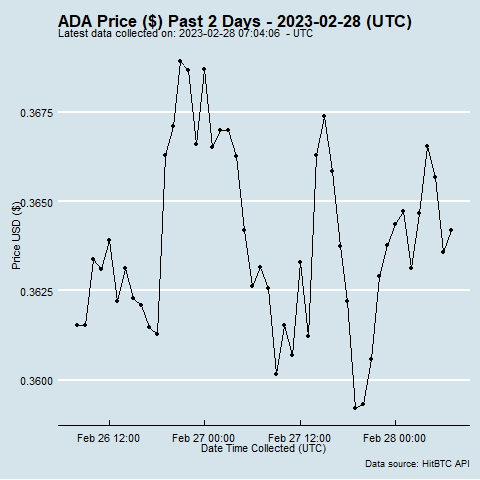 ADA Price ($) Past 2 Days - 2023-02-28 (UTC)
Latest data collected on: 2023-02-28 07:04:06 - UTC
0.3675
0.3650
0.3625
0.3600
Price USD ($)
Feb 26 12:00 Feb 27 00:00 Feb 27 12:00 Feb 28 00:00
Date Time Collected (UTC)
Data source: HitBTC API